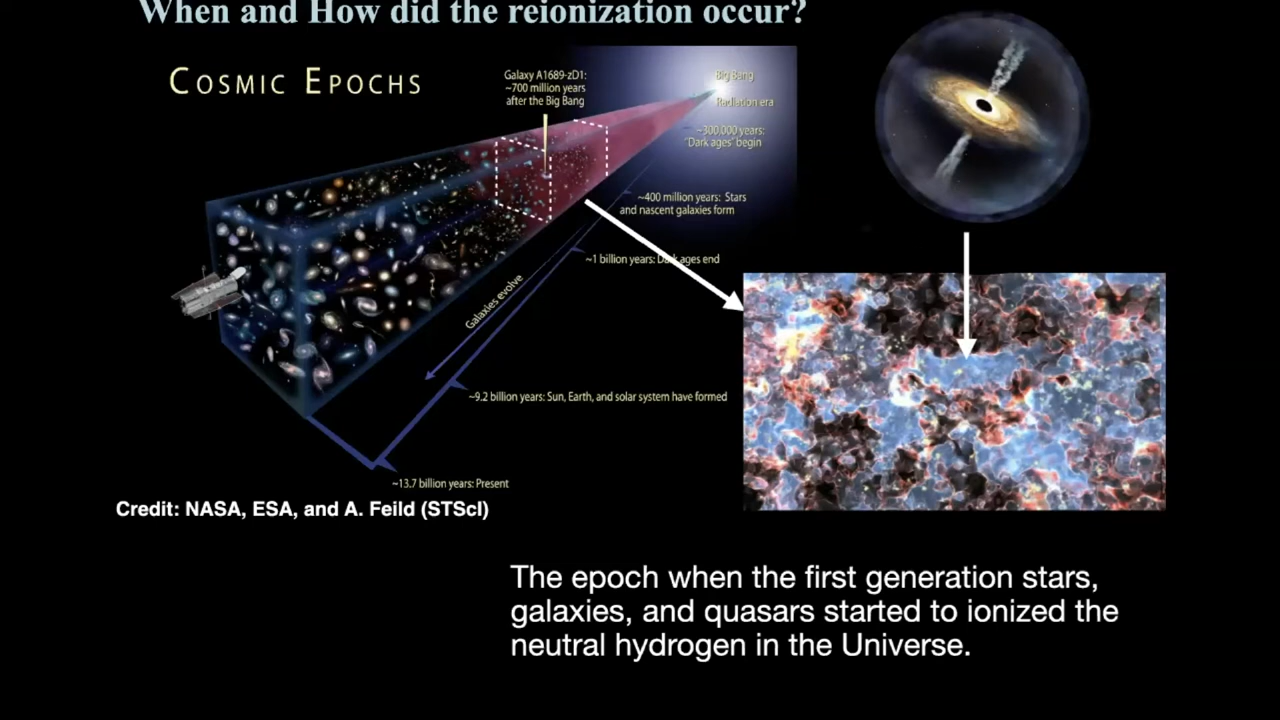 When and How did the reionization occur?
COSMIC EPOCHS
Galaxy A1689-zD1:
~700 million years
after the Big Bang
Big Bang
Radiation era
~300,000 years:
"Dark ages" begin
~400 million years: Stars
and nascent galaxies form
~1 billion years: Dark ages end
Galaxies evolve
~9.2 billion years: Sun, Earth, and solar system have formed
~13.7 billion years: Present
Credit: NASA, ESA, and A. Feild (STScI)
The epoch when the first generation stars,
galaxies, and quasars started to ionized the
neutral hydrogen in the Universe.